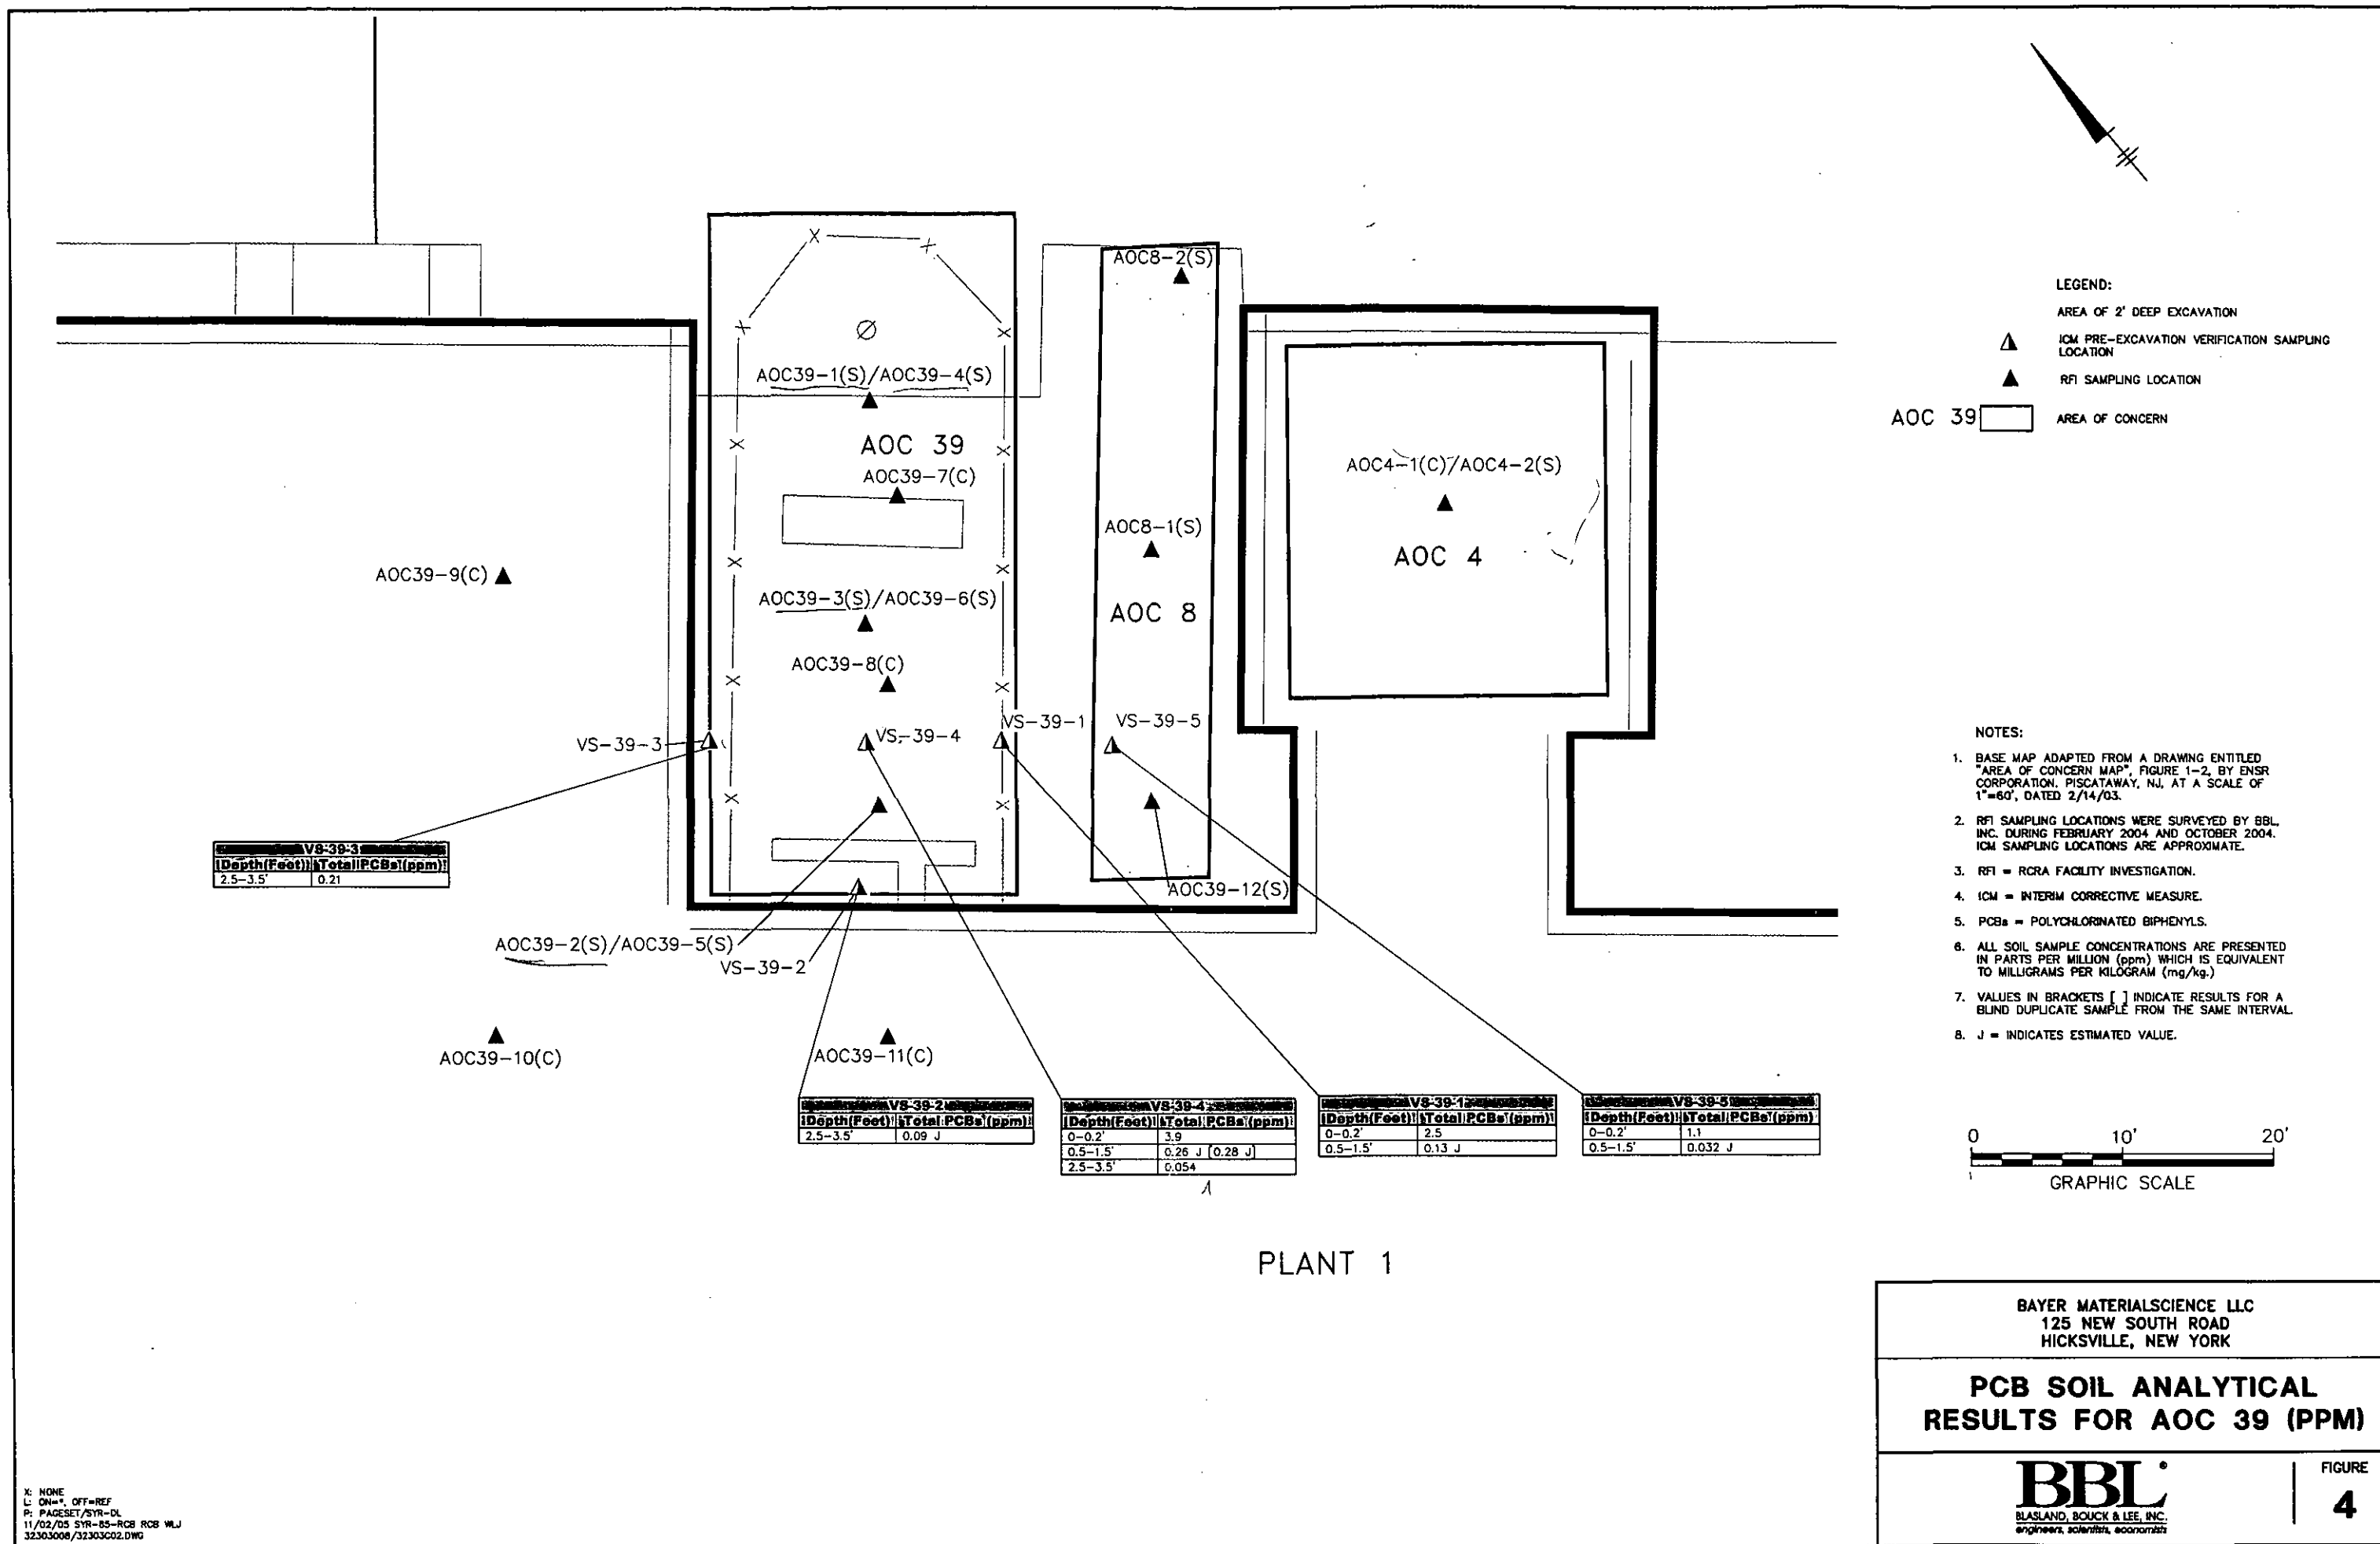 AOC8-2(S)
AOC39-1(S)/AOC39-4(S)
AOC 39
AOC39-7(C)
AOC4-1(C)/AOC4-2(S)
AOC8-1(S)
AOC 4
AOC39-9(C)
AOC39-3(S)/AOC39-6(S)
AOC 8
AOC39-8(C)
VS-39-3
VS-39-4
VS-39-1
VS-39-5
AOC39-12(S)
AOC39-2(S)/AOC39-5(S)
VS-39-2
AOC39-10(C)
AOC39-11(C)
VS-39-3
Depth(Feet) Total PCBs (ppm)
2.5-3.5' 0.21
VS-39-2
Depth(Feet) Total PCBs (ppm)
2.5-3.5' 0.09 J
VS-39-4
Depth(Feet) Total PCBs (ppm)
0-0.2' 3.9
0.5-1.5' 0.26 J [0.28 J]
2.5-3.5' 0.054
VS-39-1
Depth(Feet) Total PCBs (ppm)
0-0.2' 2.5
0.5-1.5' 0.13 J
VS-39-5
Depth(Feet) Total PCBs (ppm)
0-0.2' 1.1
0.5-1.5' 0.032 J
PLANT 1
LEGEND:
AREA OF 2' DEEP EXCAVATION
ICM PRE-EXCAVATION VERIFICATION SAMPLING
LOCATION
RFI SAMPLING LOCATION
AOC 39 AREA OF CONCERN
NOTES:
1. BASE MAP ADAPTED FROM A DRAWING ENTITLED
"AREA OF CONCERN MAP", FIGURE 1-2, BY ENSR
CORPORATION, PISCATAWAY, NJ, AT A SCALE OF
1"=60', DATED 2/14/03.
2. RFI SAMPLING LOCATIONS WERE SURVEYED BY BBL,
INC. DURING FEBRUARY 2004 AND OCTOBER 2004.
ICM SAMPLING LOCATIONS ARE APPROXIMATE.
3. RFI = RCRA FACILITY INVESTIGATION.
4. ICM = INTERIM CORRECTIVE MEASURE.
5. PCBs = POLYCHLORINATED BIPHENYLS.
6. ALL SOIL SAMPLE CONCENTRATIONS ARE PRESENTED
IN PARTS PER MILLION (ppm) WHICH IS EQUIVALENT
TO MILLIGRAMS PER KILOGRAM (mg/kg.)
7. VALUES IN BRACKETS [ ] INDICATE RESULTS FOR A
BLIND DUPLICATE SAMPLE FROM THE SAME INTERVAL.
8. J = INDICATES ESTIMATED VALUE.
0 10' 20'
GRAPHIC SCALE
BAYER MATERIALSCIENCE LLC
125 NEW SOUTH ROAD
HICKSVILLE, NEW YORK
PCB SOIL ANALYTICAL
RESULTS FOR AOC 39 (PPM)
BBL
BLASLAND, BOUCK & LEE, INC.
engineers, scientists, economists
FIGURE
4
X: NONE
L: ON=*, OFF=REF
P: PAGESET/SYR-DL
11/02/05 SYR-85-RCB RCB WLJ
32303008/32303C02.DWG